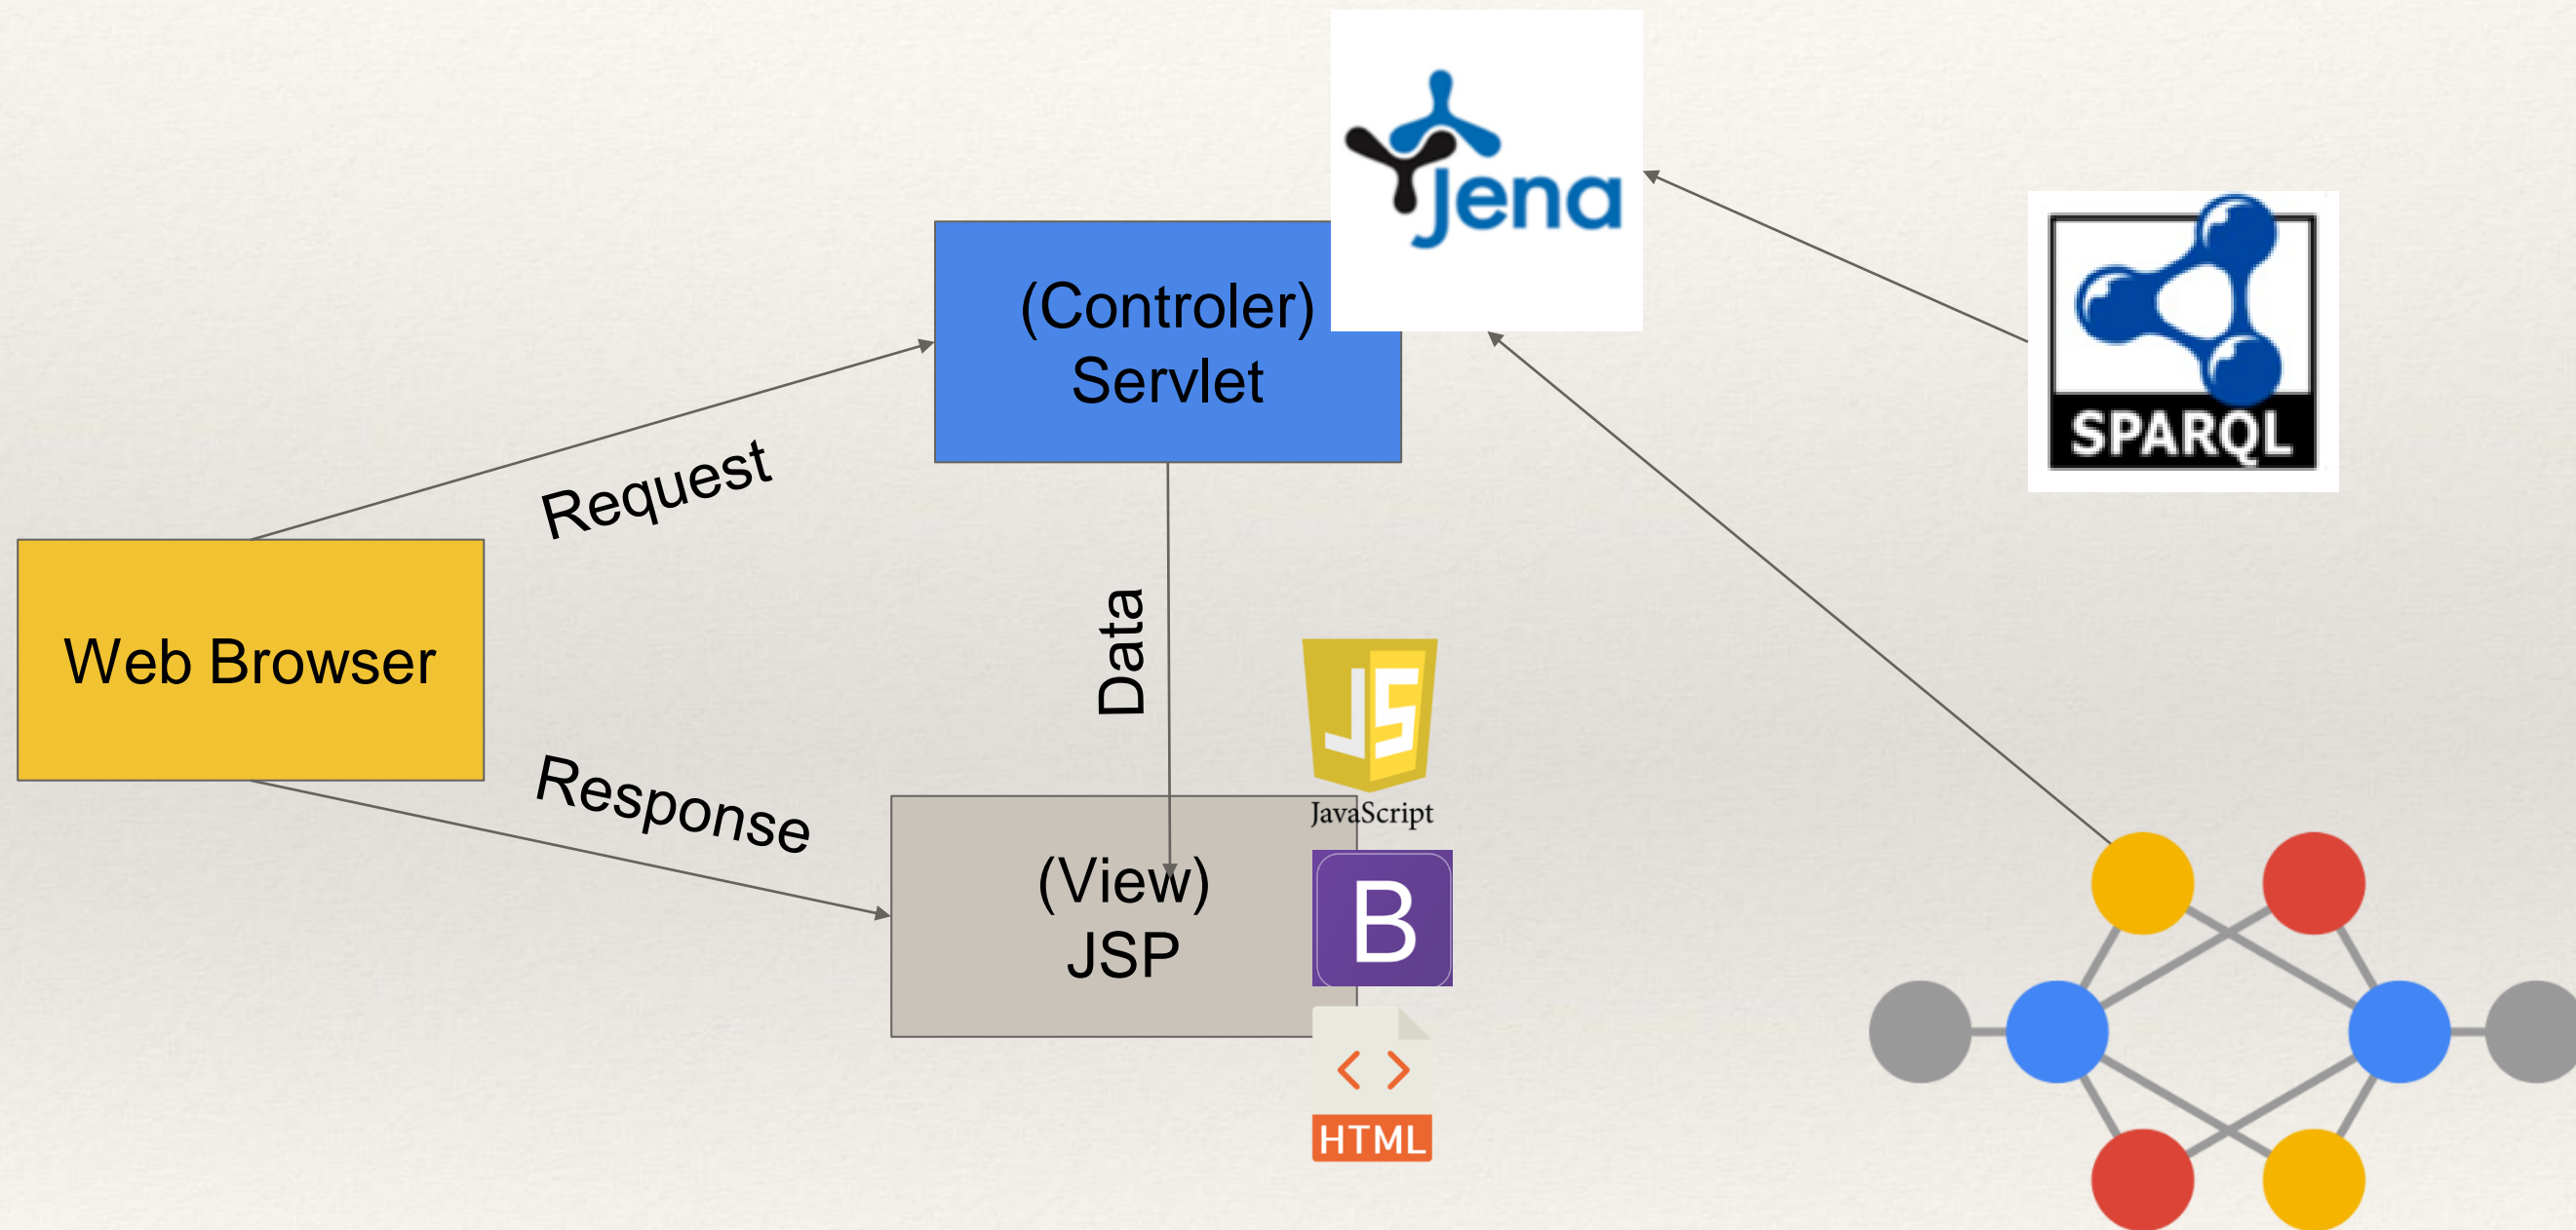 Jena
(Controler)
Servlet
SPARQL
Request
Web Browser
Data
JS
JavaScript
Response
(View)
JSP
B
< >
HTML